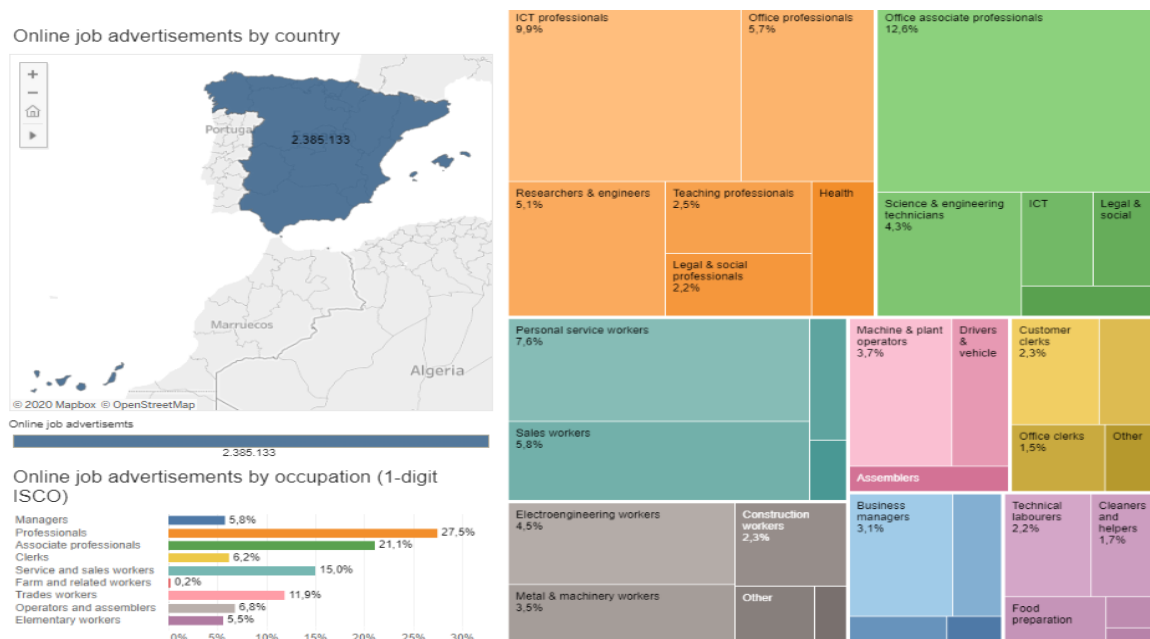 Online job advertisements by country
+
−
Portugal
2.385.133
Marruecos
Algeria
© 2020 Mapbox © OpenStreetMap
Online job advertisemts
2.385.133
Online job advertisements by occupation (1-digit
ISCO)
Managers 5,8%
Professionals 27,5%
Associate professionals 21,1%
Clerks 6,2%
Service and sales workers 15,0%
Farm and related workers 0,2%
Trades workers 11,9%
Operators and assemblers 6,8%
Elementary workers 5,5%
0% 5% 10% 15% 20% 25% 30%
ICT professionals
9,9%
Office professionals
5,7%
Office associate professionals
12,6%
Researchers & engineers
5,1%
Teaching professionals
2,5%
Health
Legal & social
professionals
2,2%
Science & engineering
technicians
4,3%
ICT
Legal &
social
Personal service workers
7,6%
Sales workers
5,8%
Machine & plant
operators
3,7%
Drivers
&
vehicle
Assemblers
Customer
clerks
2,3%
Office clerks
1,5%
Other
Electroengineering workers
4,5%
Construction
workers
2,3%
Metal & machinery workers
3,5%
Other
Business
managers
3,1%
Technical
labourers
2,2%
Cleaners
and
helpers
1,7%
Food
preparation